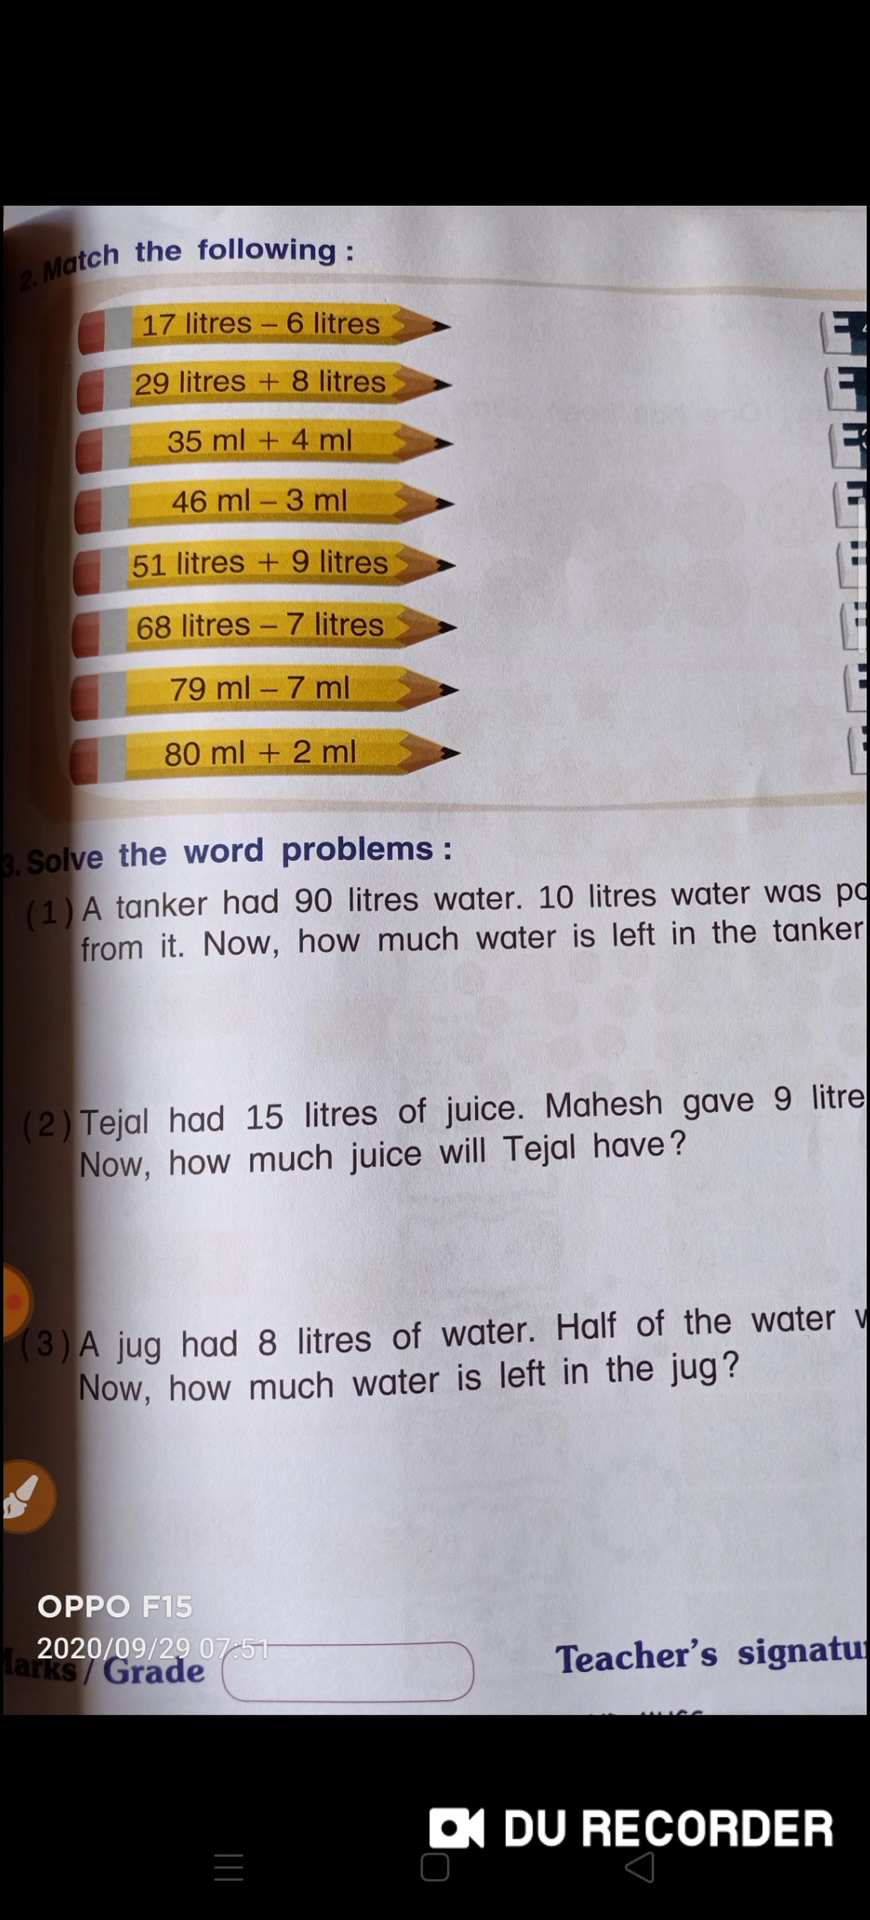 2. Match the following :
17 litres – 6 litres
29 litres + 8 litres
35 ml + 4 ml
46 ml – 3 ml
51 litres + 9 litres
68 litres – 7 litres
79 ml – 7 ml
80 ml + 2 ml
3. Solve the word problems :
(1) A tanker had 90 litres water. 10 litres water was
from it. Now, how much water is left in the tanker
(2) Tejal had 15 litres of juice. Mahesh gave 9 litre
Now, how much juice will Tejal have?
(3) A jug had 8 litres of water. Half of the water
Now, how much water is left in the jug?
OPPO F15
2020/09/29 07:51
/ Grade
Teacher's
DU RECORDER